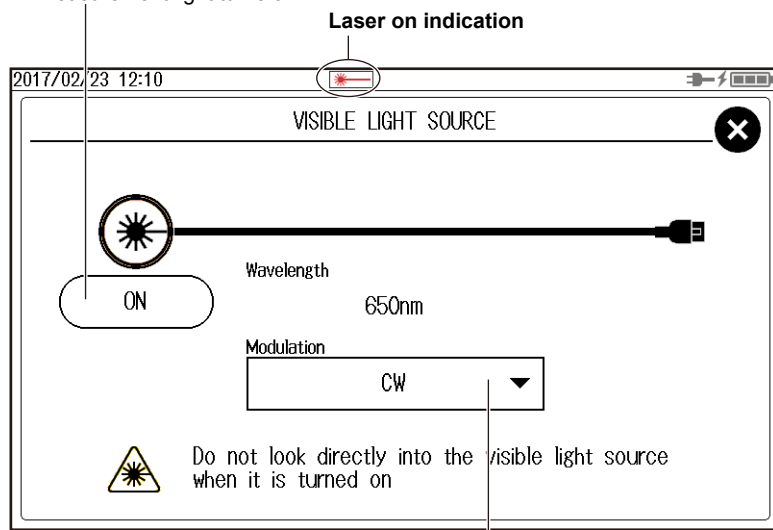 Laser on indication
2017/02/23 12:10
VISIBLE LIGHT SOURCE
Wavelength
ON
650nm
Modulation
CW
Do not look directly into the visible light source
when it is turned on